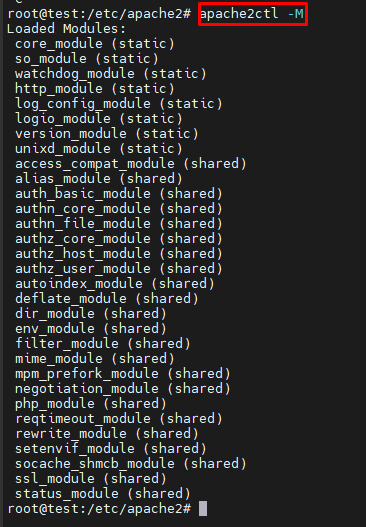 root@test:/etc/apache2# apache2ctl -M
Loaded Modules:
core_module (static)
so_module (static)
watchdog_module (static)
http_module (static)
log_config_module (static)
logio_module (static)
version_module (static)
unixd_module (static)
access_compat_module (shared)
alias_module (shared)
auth_basic_module (shared)
authn_core_module (shared)
authn_file_module (shared)
authz_core_module (shared)
authz_host_module (shared)
authz_user_module (shared)
autoindex_module (shared)
deflate_module (shared)
dir_module (shared)
env_module (shared)
filter_module (shared)
mime_module (shared)
mpm_prefork_module (shared)
negotiation_module (shared)
php_module (shared)
reqtimeout_module (shared)
rewrite_module (shared)
setenvif_module (shared)
socache_shmcb_module (shared)
ssl_module (shared)
status_module (shared)
root@test:/etc/apache2#